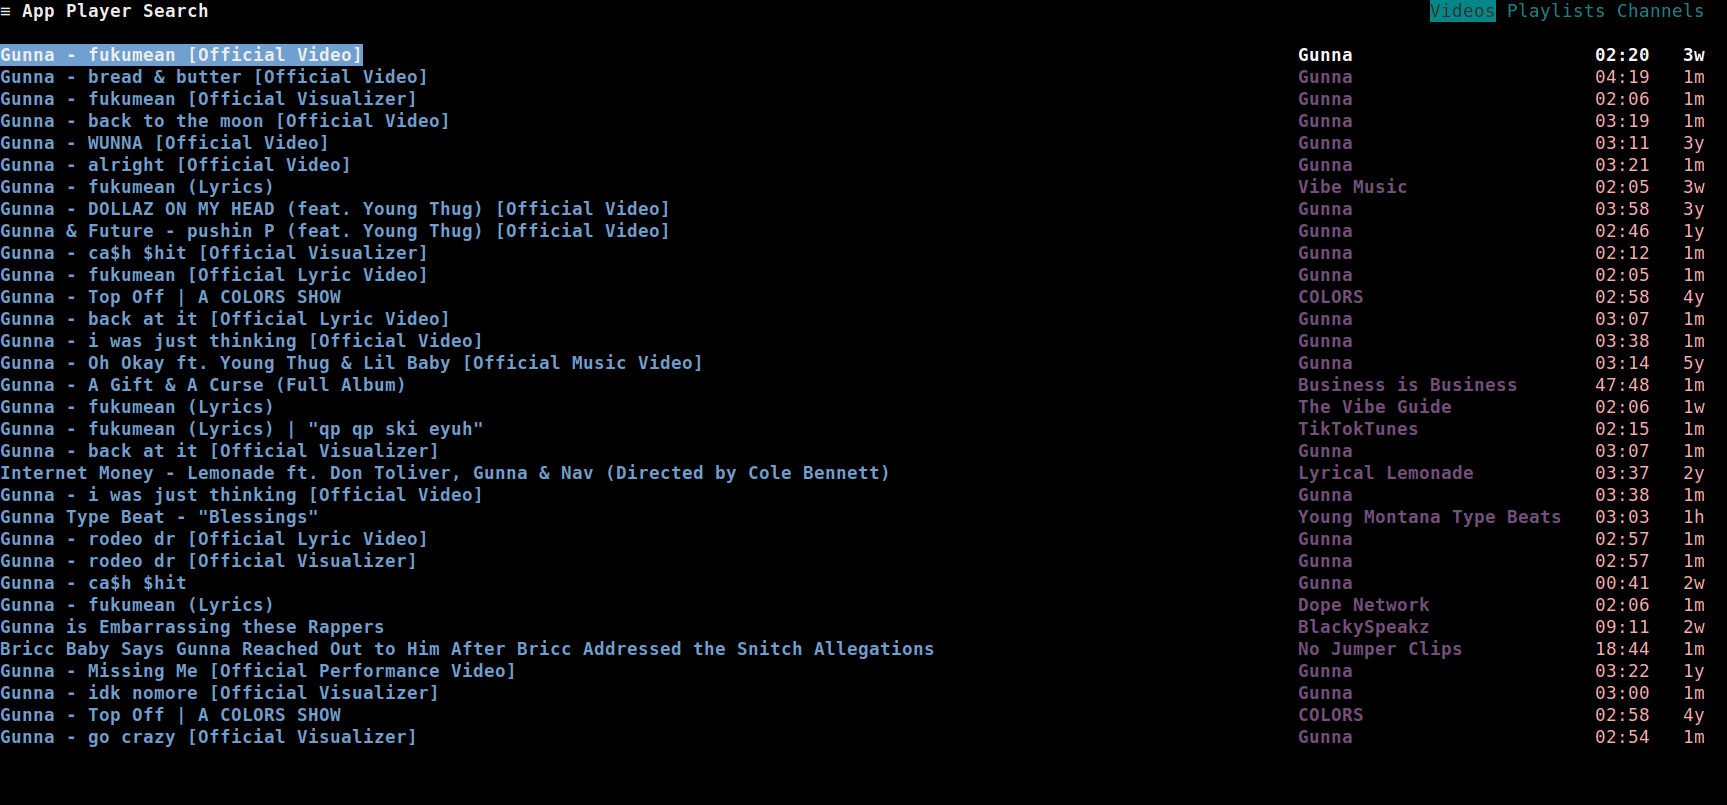 ≡ App Player Search Videos Playlists Channels
Gunna - fukumean [Official Video] Gunna 02:20 3w
Gunna - bread & butter [Official Video] Gunna 04:19 1m
Gunna - fukumean [Official Visualizer] Gunna 02:06 1m
Gunna - back to the moon [Official Video] Gunna 03:19 1m
Gunna - WUNNA [Official Video] Gunna 03:11 3y
Gunna - alright [Official Video] Gunna 03:21 1m
Gunna - fukumean (Lyrics) Vibe Music 02:05 3w
Gunna - DOLLAZ ON MY HEAD (feat. Young Thug) [Official Video] Gunna 03:58 3y
Gunna & Future - pushin P (feat. Young Thug) [Official Video] Gunna 02:46 1y
Gunna - ca$h $hit [Official Visualizer] Gunna 02:12 1m
Gunna - fukumean [Official Lyric Video] Gunna 02:05 1m
Gunna - Top Off | A COLORS SHOW COLORS 02:58 4y
Gunna - back at it [Official Lyric Video] Gunna 03:07 1m
Gunna - i was just thinking [Official Video] Gunna 03:38 1m
Gunna - Oh Okay ft. Young Thug & Lil Baby [Official Music Video] Gunna 03:14 5y
Gunna - A Gift & A Curse (Full Album) Business is Business 47:48 1m
Gunna - fukumean (Lyrics) The Vibe Guide 02:06 1w
Gunna - fukumean (Lyrics) | "qp qp ski eyuh" TikTokTunes 02:15 1m
Gunna - back at it [Official Visualizer] Gunna 03:07 1m
Internet Money - Lemonade ft. Don Toliver, Gunna & Nav (Directed by Cole Bennett) Lyrical Lemonade 03:37 2y
Gunna - i was just thinking [Official Video] Gunna 03:38 1m
Gunna Type Beat - "Blessings" Young Montana Type Beats 03:03 1h
Gunna - rodeo dr [Official Lyric Video] Gunna 02:57 1m
Gunna - rodeo dr [Official Visualizer] Gunna 02:57 1m
Gunna - ca$h $hit Gunna 00:41 2w
Gunna - fukumean (Lyrics) Dope Network 02:06 1m
Gunna is Embarrassing these Rappers BlackySpeakz 09:11 2w
Bricc Baby Says Gunna Reached Out to Him After Bricc Addressed the Snitch Allegations No Jumper Clips 18:44 1m
Gunna - Missing Me [Official Performance Video] Gunna 03:22 1y
Gunna - idk nomore [Official Visualizer] Gunna 03:00 1m
Gunna - Top Off | A COLORS SHOW COLORS 02:58 4y
Gunna - go crazy [Official Visualizer] Gunna 02:54 1m